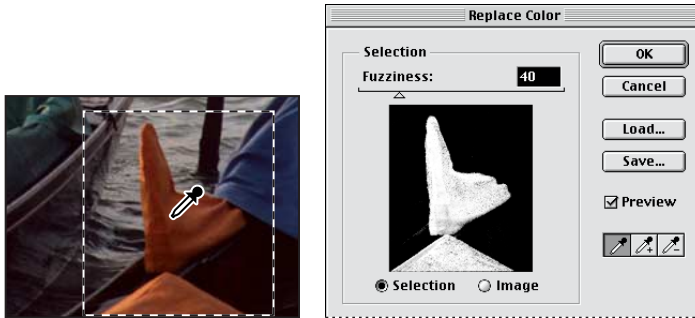 Replace Color
Selection
Fuzziness: 40
OK
Cancel
Load...
Save...
Preview
Selection Image